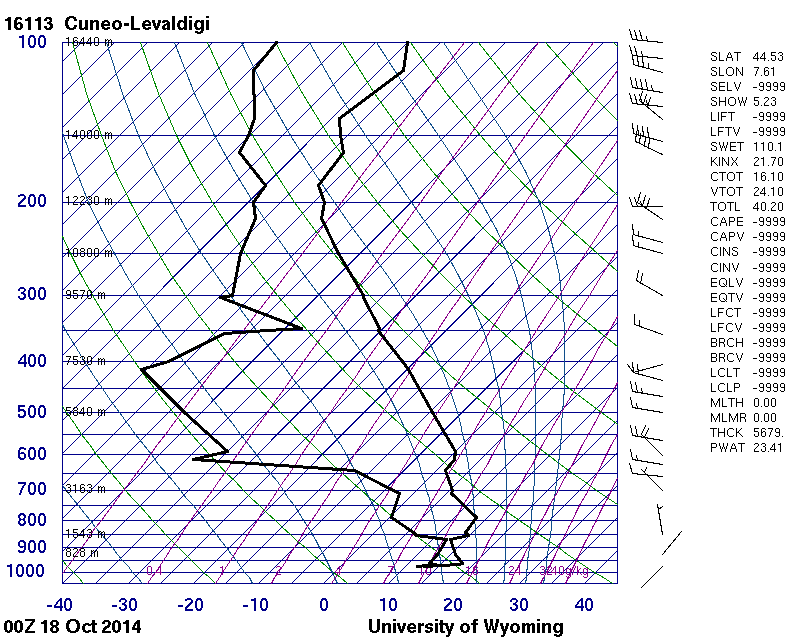 16113 Cuneo-Levaldigi
100
16440 m
14080 m
200
12230 m
10800 m
300
9570 m
400
7530 m
500
5840 m
600
700
3163 m
800
1543 m
900
828 m
1000
0.4 1 2 4 7 10 16 24 32 40g/kg
-40 -30 -20 -10 0 10 20 30 40
00Z 18 Oct 2014 University of Wyoming
SLAT 44.53
SLON 7.61
SELV -9999
SHOW 5.23
LIFT -9999
LFTV -9999
SWET 110.1
KINX 21.70
CTOT 16.10
VTOT 24.10
TOTL 40.20
CAPE -9999
CAPV -9999
CINS -9999
CINV -9999
EQLV -9999
EQTV -9999
LFCT -9999
LFCV -9999
BRCH -9999
BRCV -9999
LCLT -9999
LCLP -9999
MLTH 0.00
MLMR 0.00
THCK 5679.
PWAT 23.41